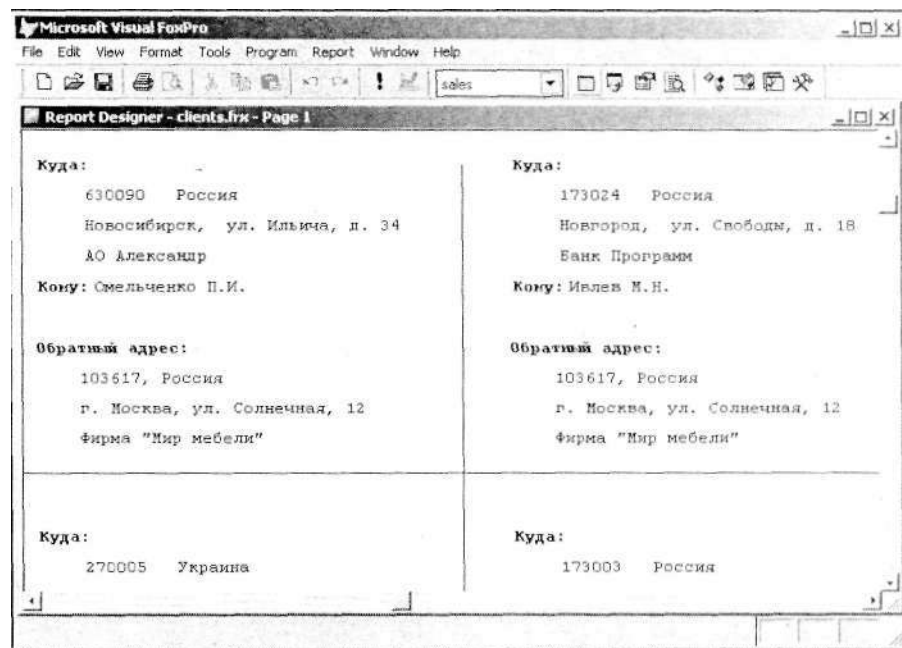 Microsoft Visual FoxPro
File Edit View Format Tools Program Report Window Help
sales
Report Designer - clients.frx - Page 1
Куда:
630090 Россия
Новосибирск, ул. Ильича, д. 34
АО Александр
Кому: Омельченко П.И.
Обратный адрес:
103617, Россия
г. Москва, ул. Солнечная, 12
Фирма "Мир мебели"
Куда:
173024 Россия
Новгород, ул. Свободы, д. 18
Банк Программ
Кому: Ивлев М.Н.
Обратный адрес:
103617, Россия
г. Москва, ул. Солнечная, 12
Фирма "Мир мебели"
Куда:
270005 Украина
Куда:
173003 Россия